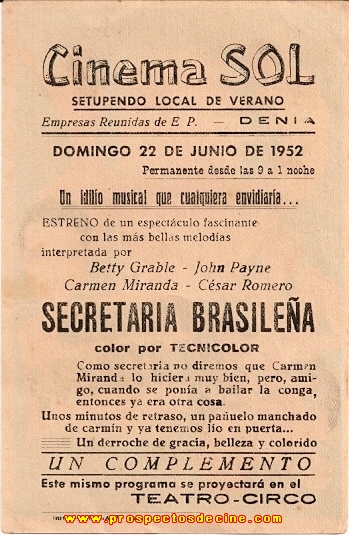 Cinema SOL
SETUPENDO LOCAL DE VERANO
Empresas Reunidas de E P. — DENIA
DOMINGO 22 DE JUNIO DE 1952
Permanente desde las 9 a 1 noche
Un idilio musical que cualquiera envidiaría...
ESTRENO de un espectáculo fascinante
con las más bellas melodías
interpretada por
Betty Grable - John Payne
Carmen Miranda - César Romero
SECRETARIA BRASILEÑA
color por TECNICOLOR
Como secretaria no diremos que Carmen
Miranda lo hiciera muy bien, pero, ami-
go, cuando se ponía a bailar la conga,
entonces ya era otra cosa.
Unos minutos de retraso, un pañuelo manchado
de carmín y ya tenemos lío en puerta...
Un derroche de gracia, belleza y colorido
UN COMPLEMENTO
Este mismo programa se proyectará en el
TEATRO-CIRCO
www.prospectosdecine.com